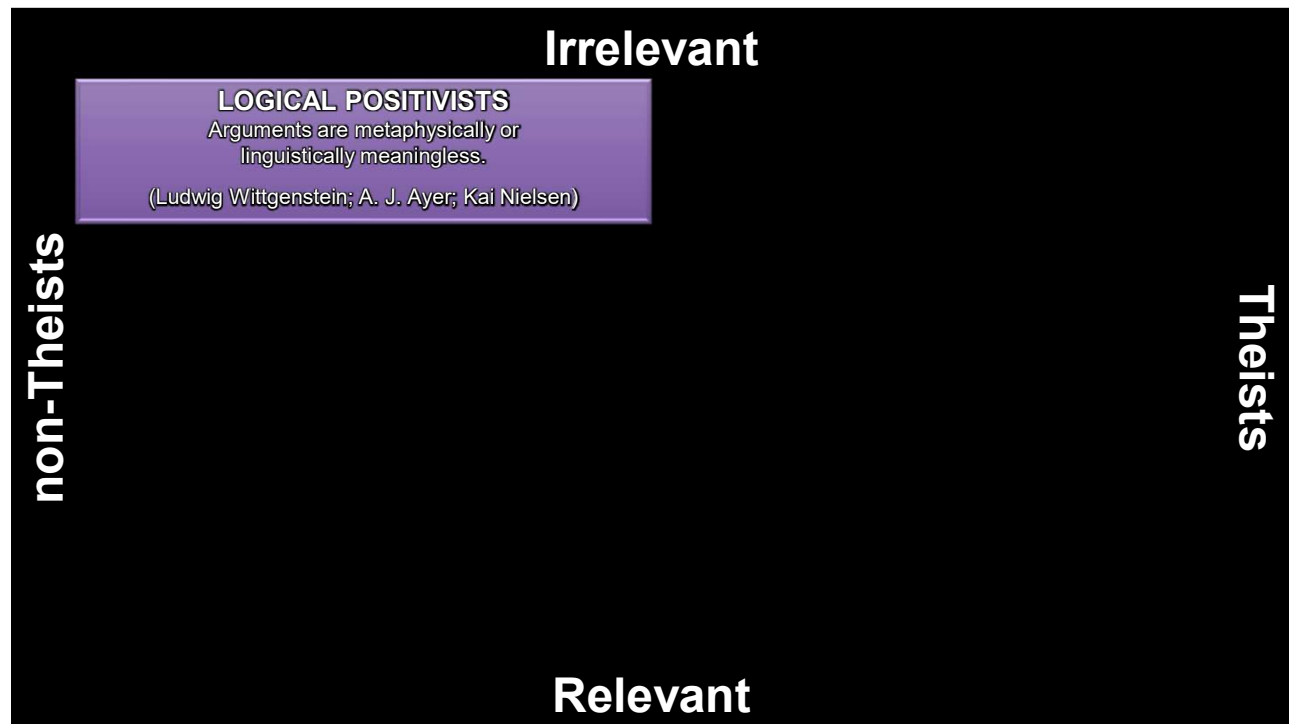 Irrelevant
LOGICAL POSITIVISTS
Arguments are metaphysically or
linguistically meaningless.
(Ludwig Wittgenstein; A. J. Ayer; Kai Nielsen)
non-Theists
Theists
Relevant